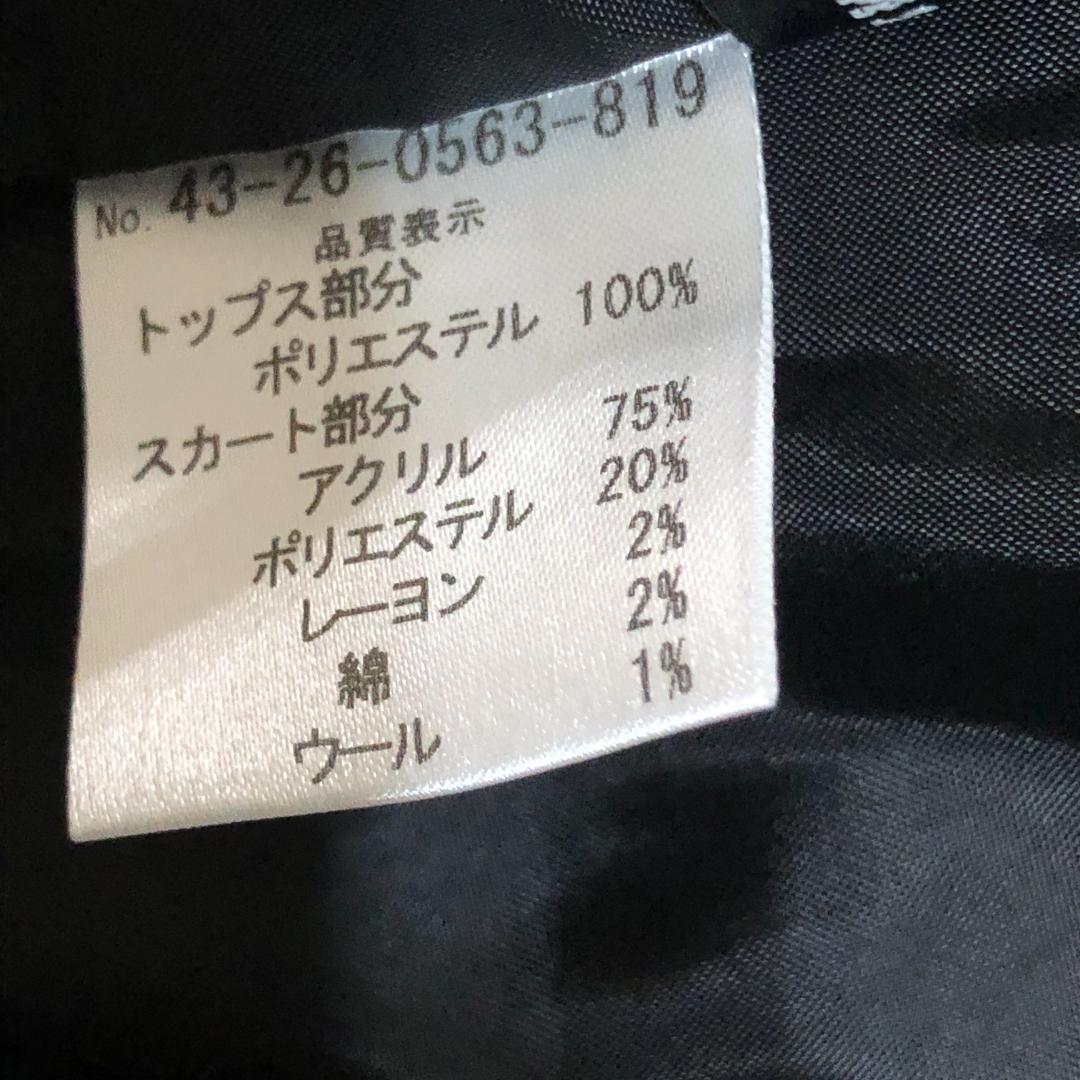 No. 43-26-0563-819
品質表示
トップス部分
ポリエステル 100%
スカート部分
アクリル 75%
ポリエステル 20%
レーヨン 2%
綿 2%
ウール 1%